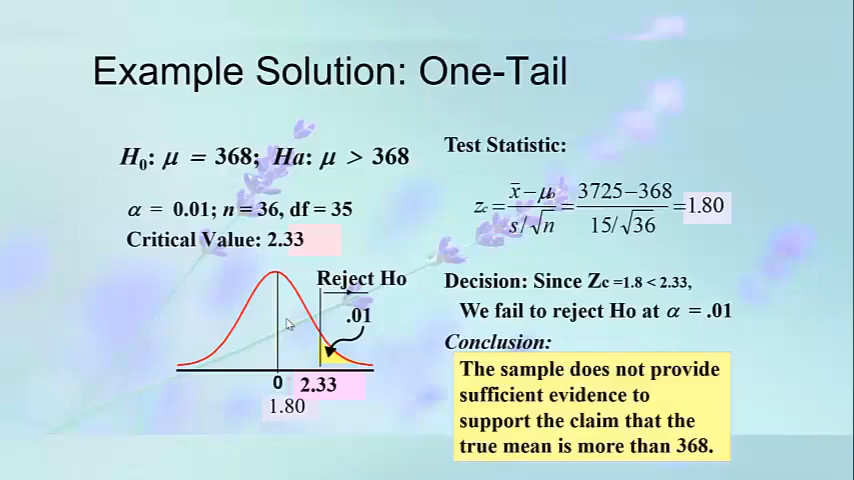 Example Solution: One-Tail
H₀: μ = 368; Ha: μ > 368
α = 0.01; n = 36, df = 35
Critical Value: 2.33
Reject Ho
.01
0 2.33
1.80
Test Statistic:
zc = (x̄ − μ₀) / (s/√n) = (3725−368) / (15/√36) = 1.80
Decision: Since Zc =1.8 < 2.33,
We fail to reject Ho at α = .01
Conclusion:
The sample does not provide
sufficient evidence to
support the claim that the
true mean is more than 368.